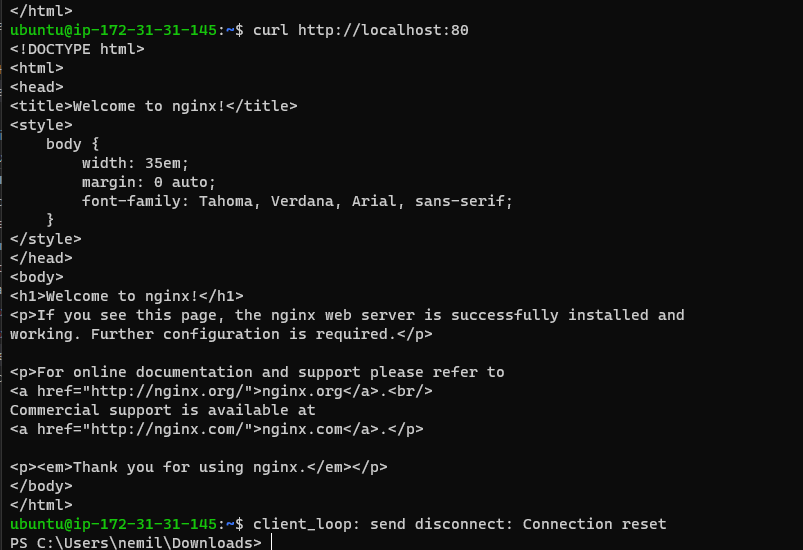 </html>
ubuntu@ip-172-31-31-145:~$ curl http://localhost:80
<!DOCTYPE html>
<html>
<head>
<title>Welcome to nginx!</title>
<style>
    body {
        width: 35em;
        margin: 0 auto;
        font-family: Tahoma, Verdana, Arial, sans-serif;
    }
</style>
</head>
<body>
<h1>Welcome to nginx!</h1>
<p>If you see this page, the nginx web server is successfully installed and
working. Further configuration is required.</p>

<p>For online documentation and support please refer to
<a href="http://nginx.org/">nginx.org</a>.<br/>
Commercial support is available at
<a href="http://nginx.com/">nginx.com</a>.</p>

<p><em>Thank you for using nginx.</em></p>
</body>
</html>
ubuntu@ip-172-31-31-145:~$ client_loop: send disconnect: Connection reset
PS C:\Users\nemil\Downloads>